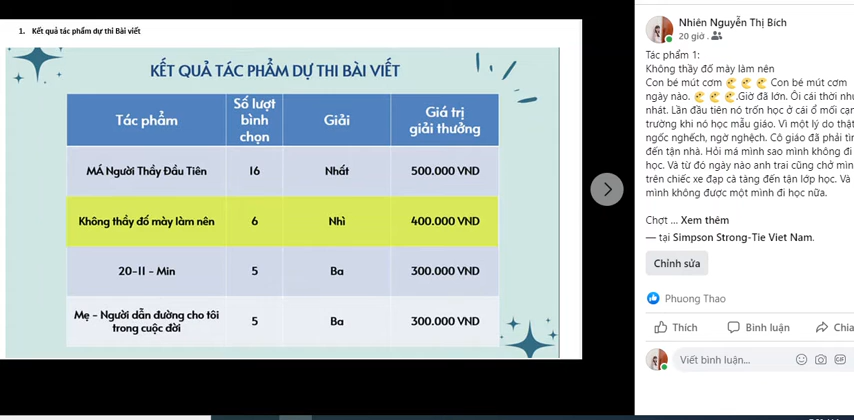 1. Kết quả tác phẩm dự thi Bài viết
KẾT QUẢ TÁC PHẨM DỰ THI BÀI VIẾT
Tác phẩm Số lượt bình chọn Giải Giá trị giải thưởng
MÁ Người Thầy Đầu Tiên 16 Nhất 500.000 VND
Không thầy đố mày làm nên 6 Nhì 400.000 VND
20-11 - Min 5 Ba 300.000 VND
Mẹ - Người dẫn đường cho tôi trong cuộc đời 5 Ba 300.000 VND
Nhiên Nguyễn Thị Bích
20 giờ ·
Tác phẩm 1:
Không thầy đố mày làm nên
Con bé mút cơm Con bé mút cơm
ngày nào. .Giờ đã lớn. Ôi cái thời
nhát. Lần đầu tiên nó trốn học ở cái ổ mối
trường khi nó học mẫu giáo. Vì một lý do thật
ngốc nghếch, ngờ nghệch. Cô giáo đã phải
đến tận nhà. Hỏi má mình sao mình không đi
học. Và từ đó ngày nào anh trai cũng chở
trên chiếc xe đạp cà tàng đến tận lớp học. Và
mình không được một mình đi học nữa.
Chợt ... Xem thêm
— tại Simpson Strong-Tie Viet Nam.
Chỉnh sửa
Phuong Thao
Thích Bình luận
Viết bình luận... GIF